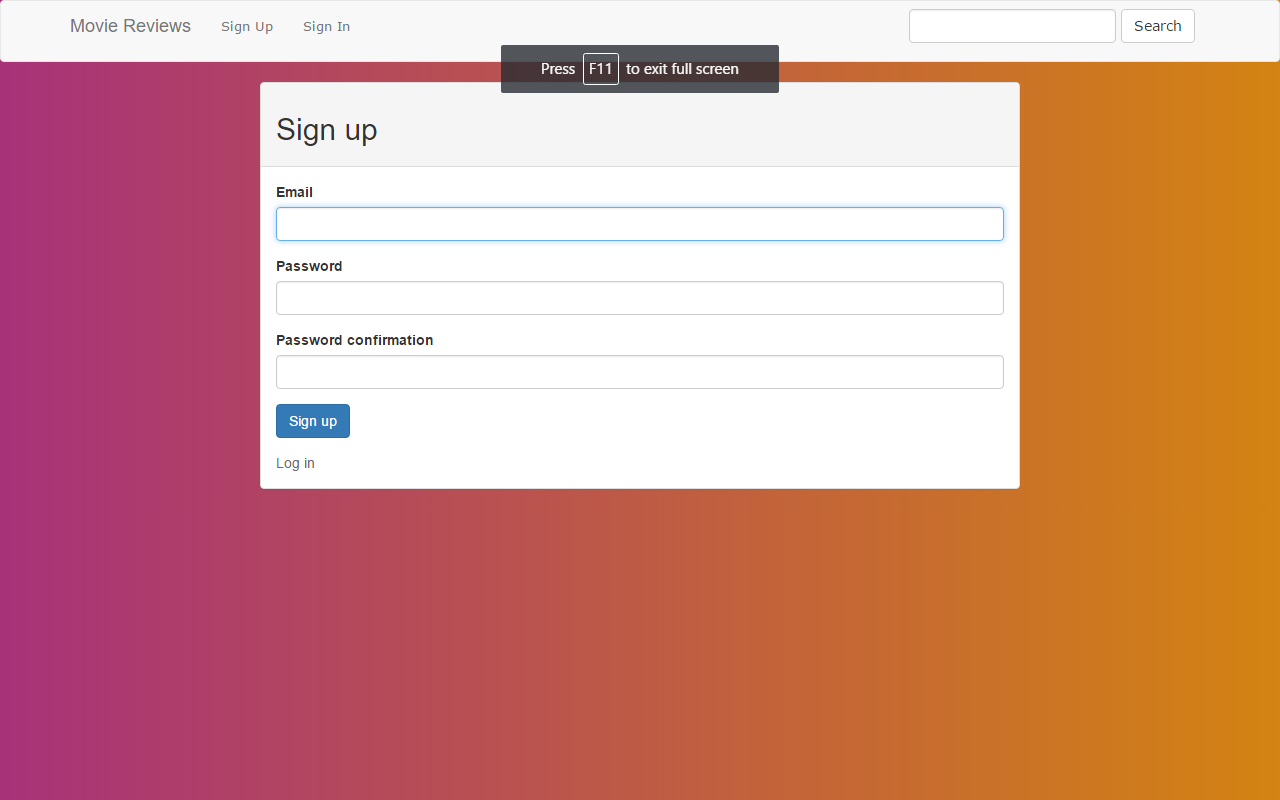 Movie Reviews Sign Up Sign In Search
Press F11 to exit full screen
Sign up
Email
Password
Password confirmation
Sign up
Log in